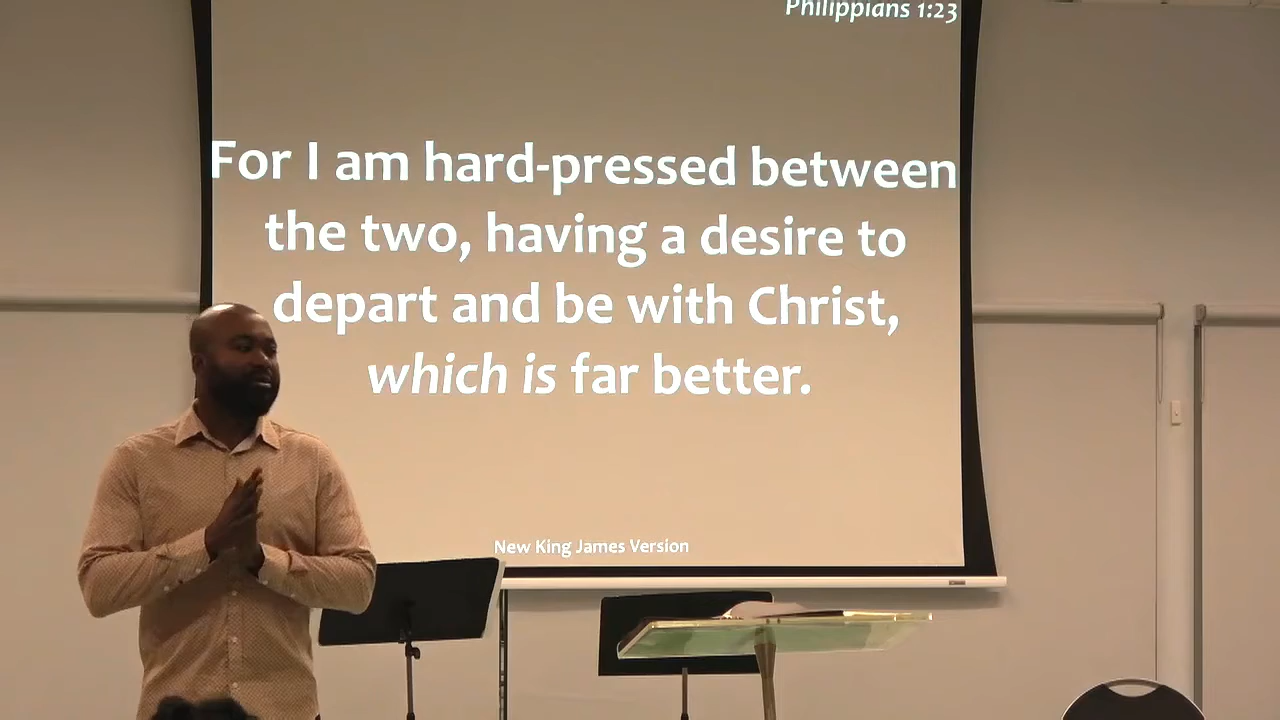 Philippians 1:23
For I am hard-pressed between
the two, having a desire to
depart and be with Christ,
which is far better.
New King James Version